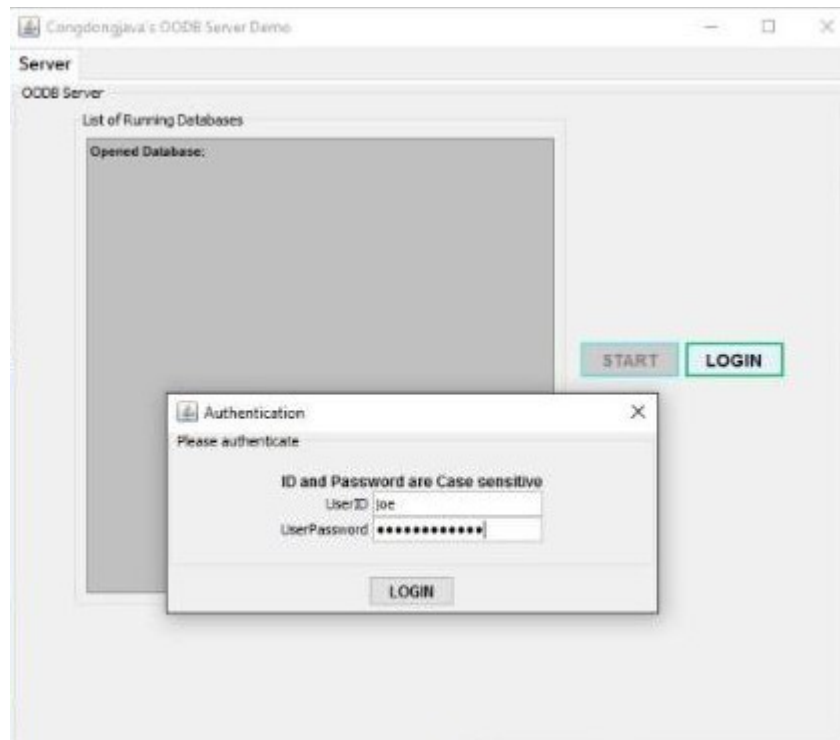 Congdongjava's OODB Server Demo
Server
OODB Server
List of Running Databases
Opened Database:
START
LOGIN
Authentication
Please authenticate
ID and Password are Case sensitive
UserID Joe
UserPassword ••••••••••••
LOGIN